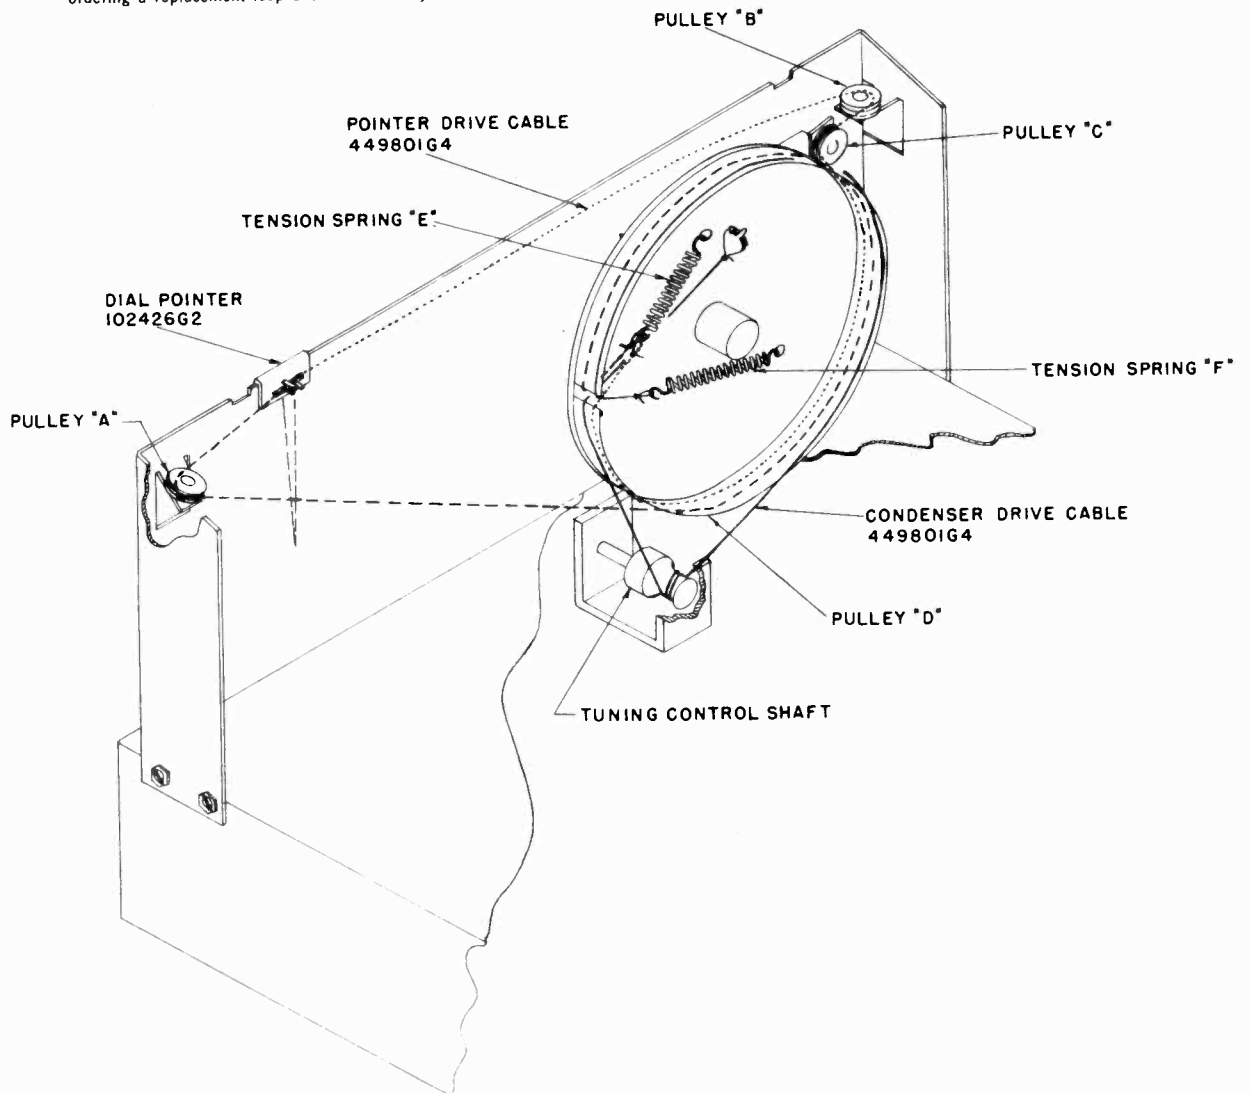 PULLEY "B"
POINTER DRIVE CABLE
449801G4
PULLEY "C"
TENSION SPRING "E"
DIAL POINTER
102426G2
TENSION SPRING "F"
PULLEY "A"
CONDENSER DRIVE CABLE
449801G4
PULLEY "D"
TUNING CONTROL SHAFT